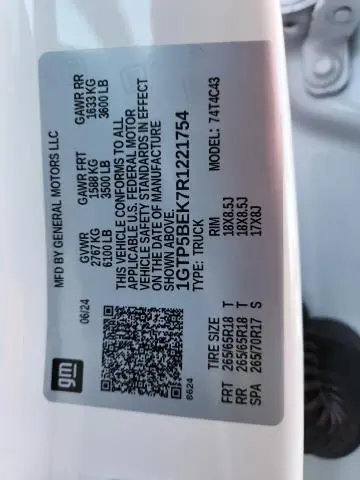 MFD BY GENERAL MOTORS LLC
06/24
GVWR
2767 KG
6100 LB
GAWR FRT
1588 KG
3500 LB
GAWR RR
1633 KG
3600 LB
THIS VEHICLE CONFORMS TO ALL
APPLICABLE U.S. FEDERAL MOTOR
VEHICLE SAFETY STANDARDS IN EFFECT
ON THE DATE OF MANUFACTURE
SHOWN ABOVE.
1GTP5BEK7R1221754
TYPE: TRUCK
MODEL: 74T4C43
gm
8624
TIRE SIZE RIM
FRT 265/65R18 T 18X8.5J
RR 265/65R18 T 18X8.5J
SPA 265/70R17 S 17X8J